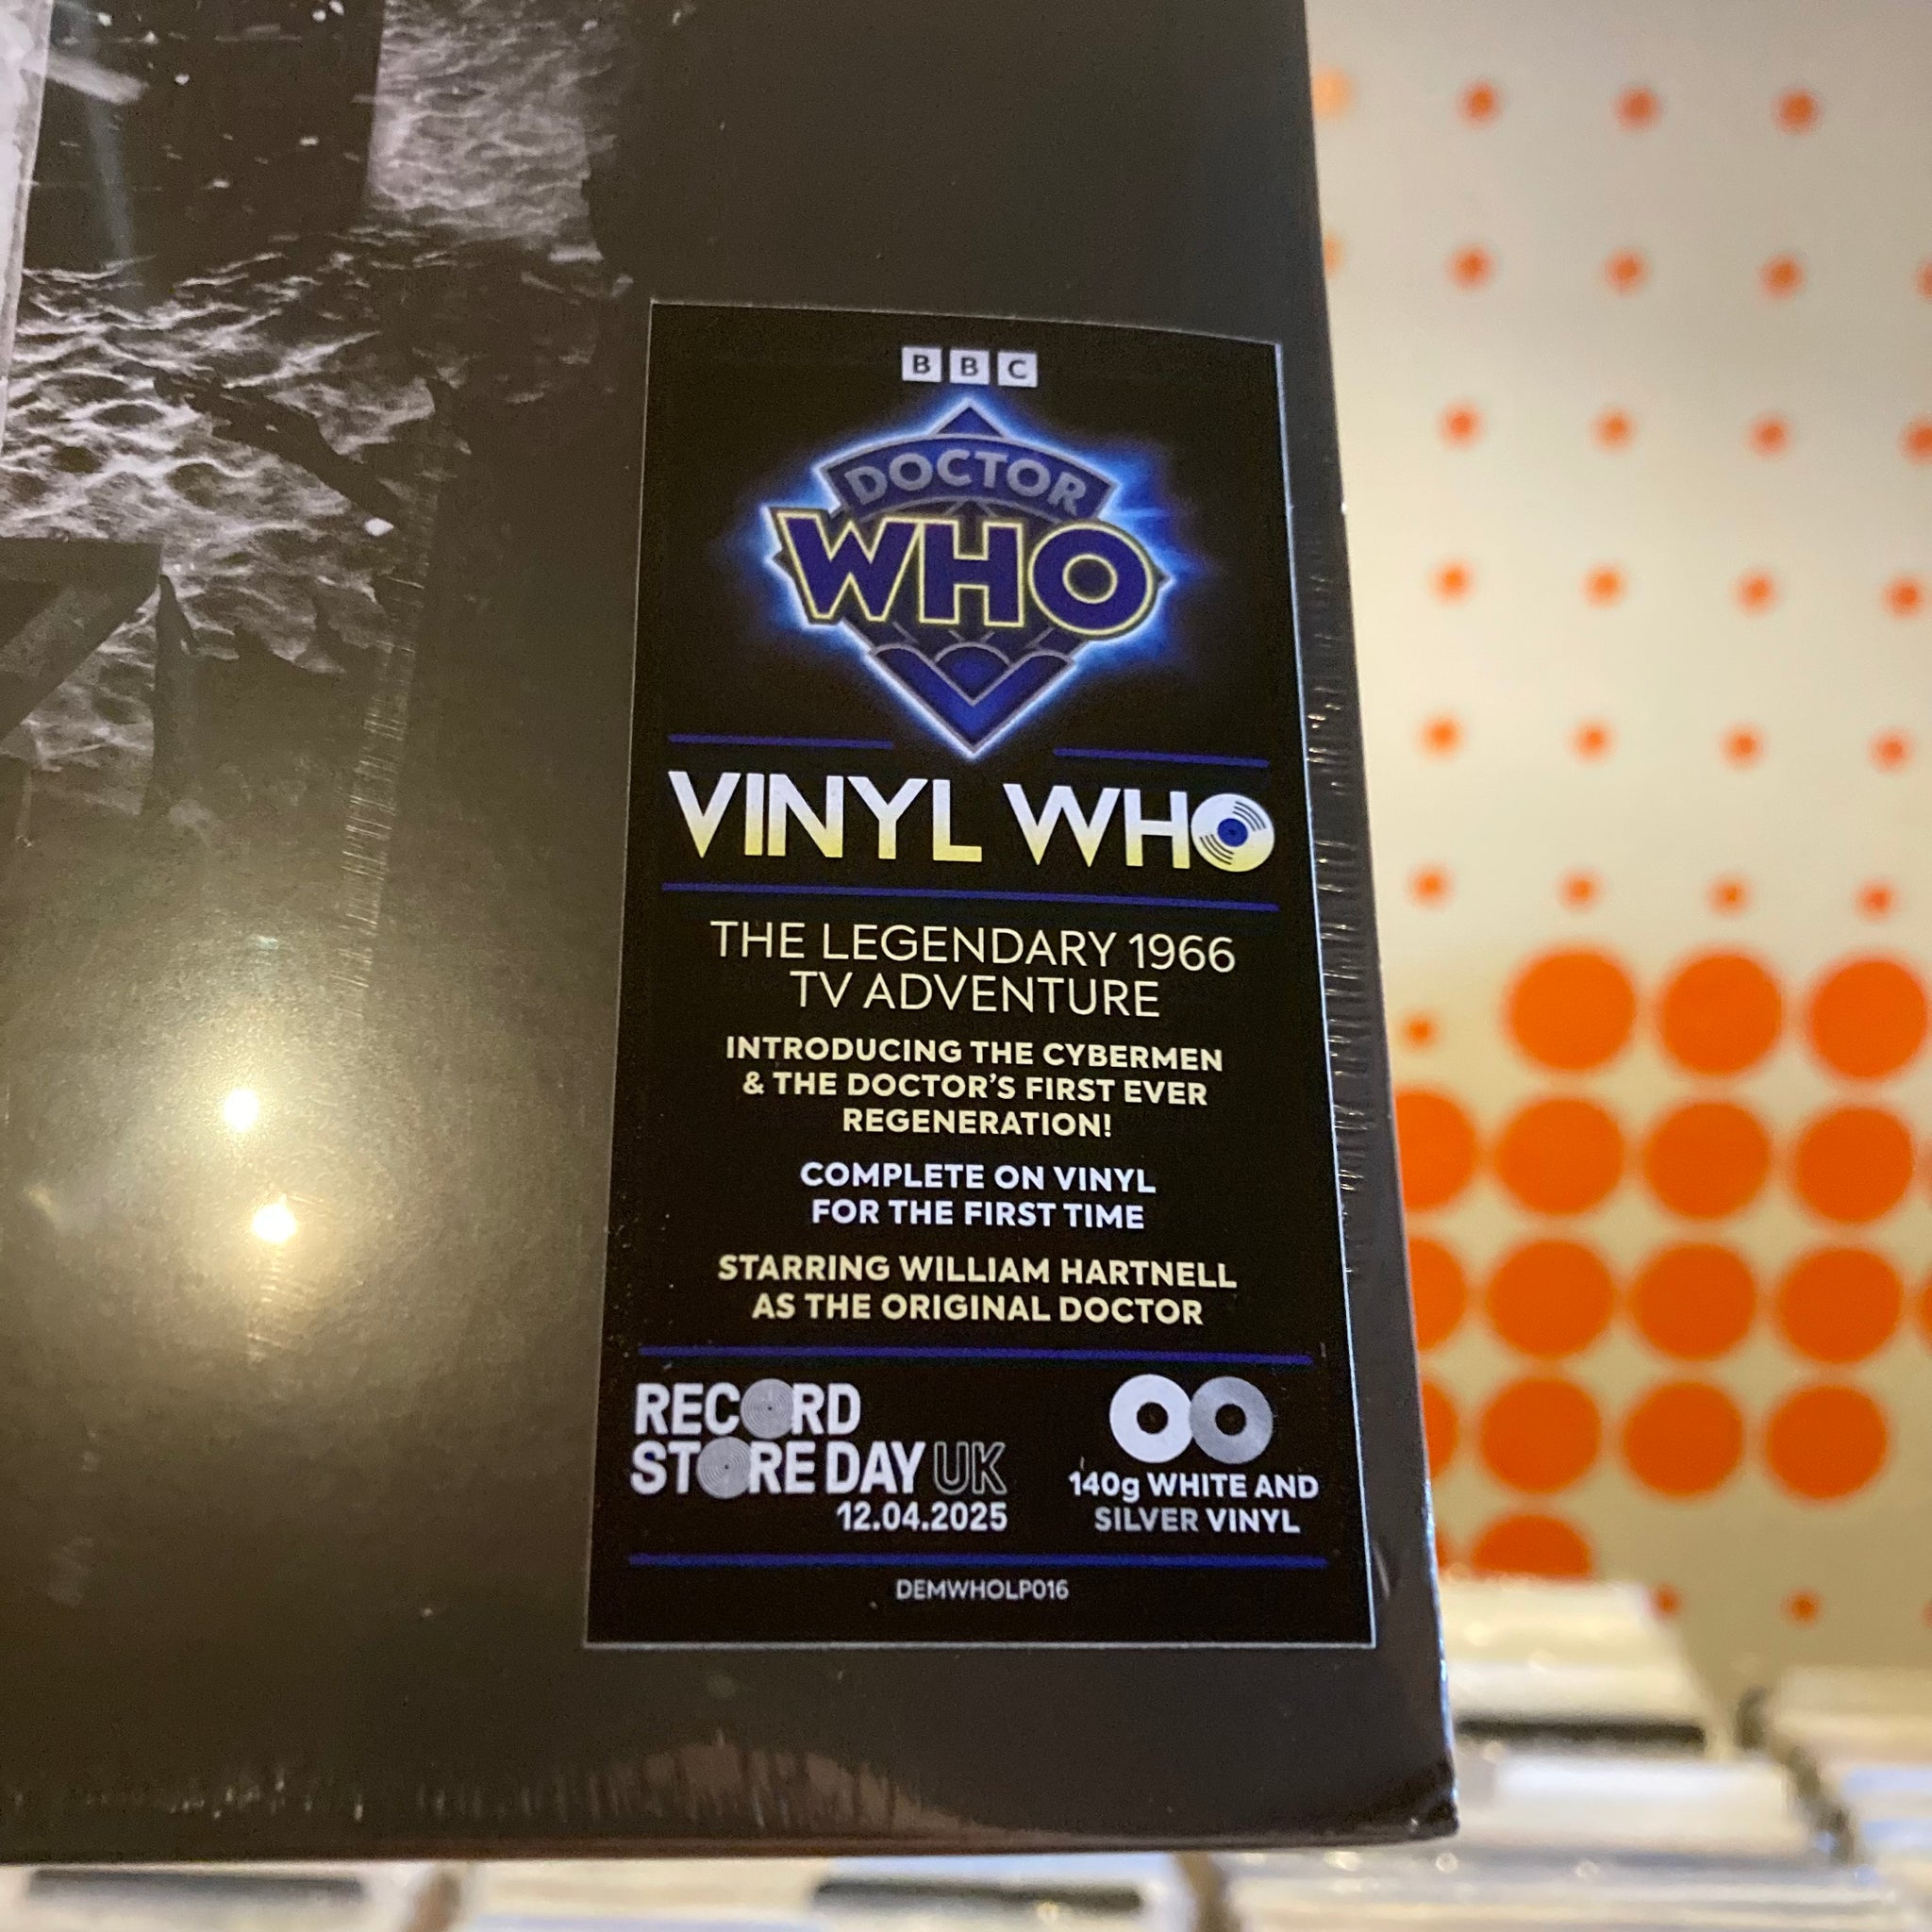 BBC
DOCTOR
WHO
VINYL WHO
THE LEGENDARY 1966
TV ADVENTURE
INTRODUCING THE CYBERMEN
& THE DOCTOR'S FIRST EVER
REGENERATION!
COMPLETE ON VINYL
FOR THE FIRST TIME
STARRING WILLIAM HARTNELL
AS THE ORIGINAL DOCTOR
RECORD
STORE DAY UK
12.04.2025
140g WHITE AND
SILVER VINYL
DEMWHOLP016